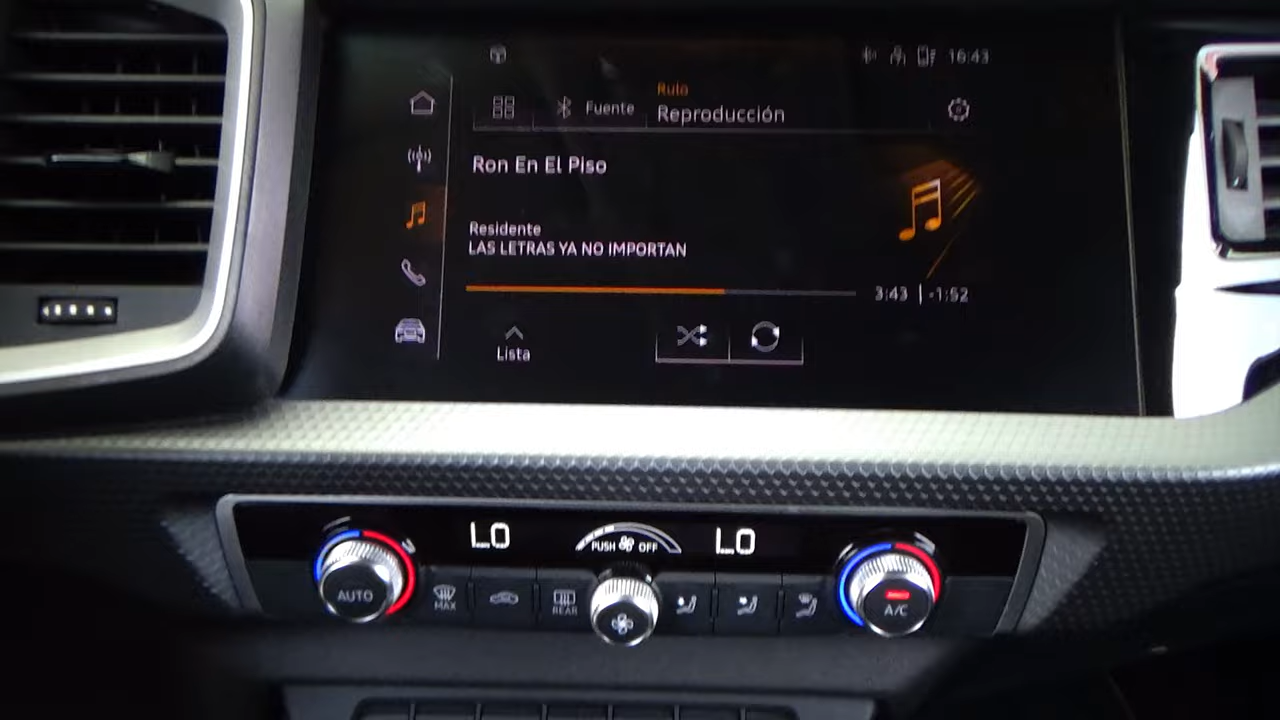 16:43
Rulo
Fuente
Reproducción
Ron En El Piso
Residente
LAS LETRAS YA NO IMPORTAN
3:43 | -1:52
Lista
LO
PUSH OFF
LO
AUTO
MAX
REAR
A/C